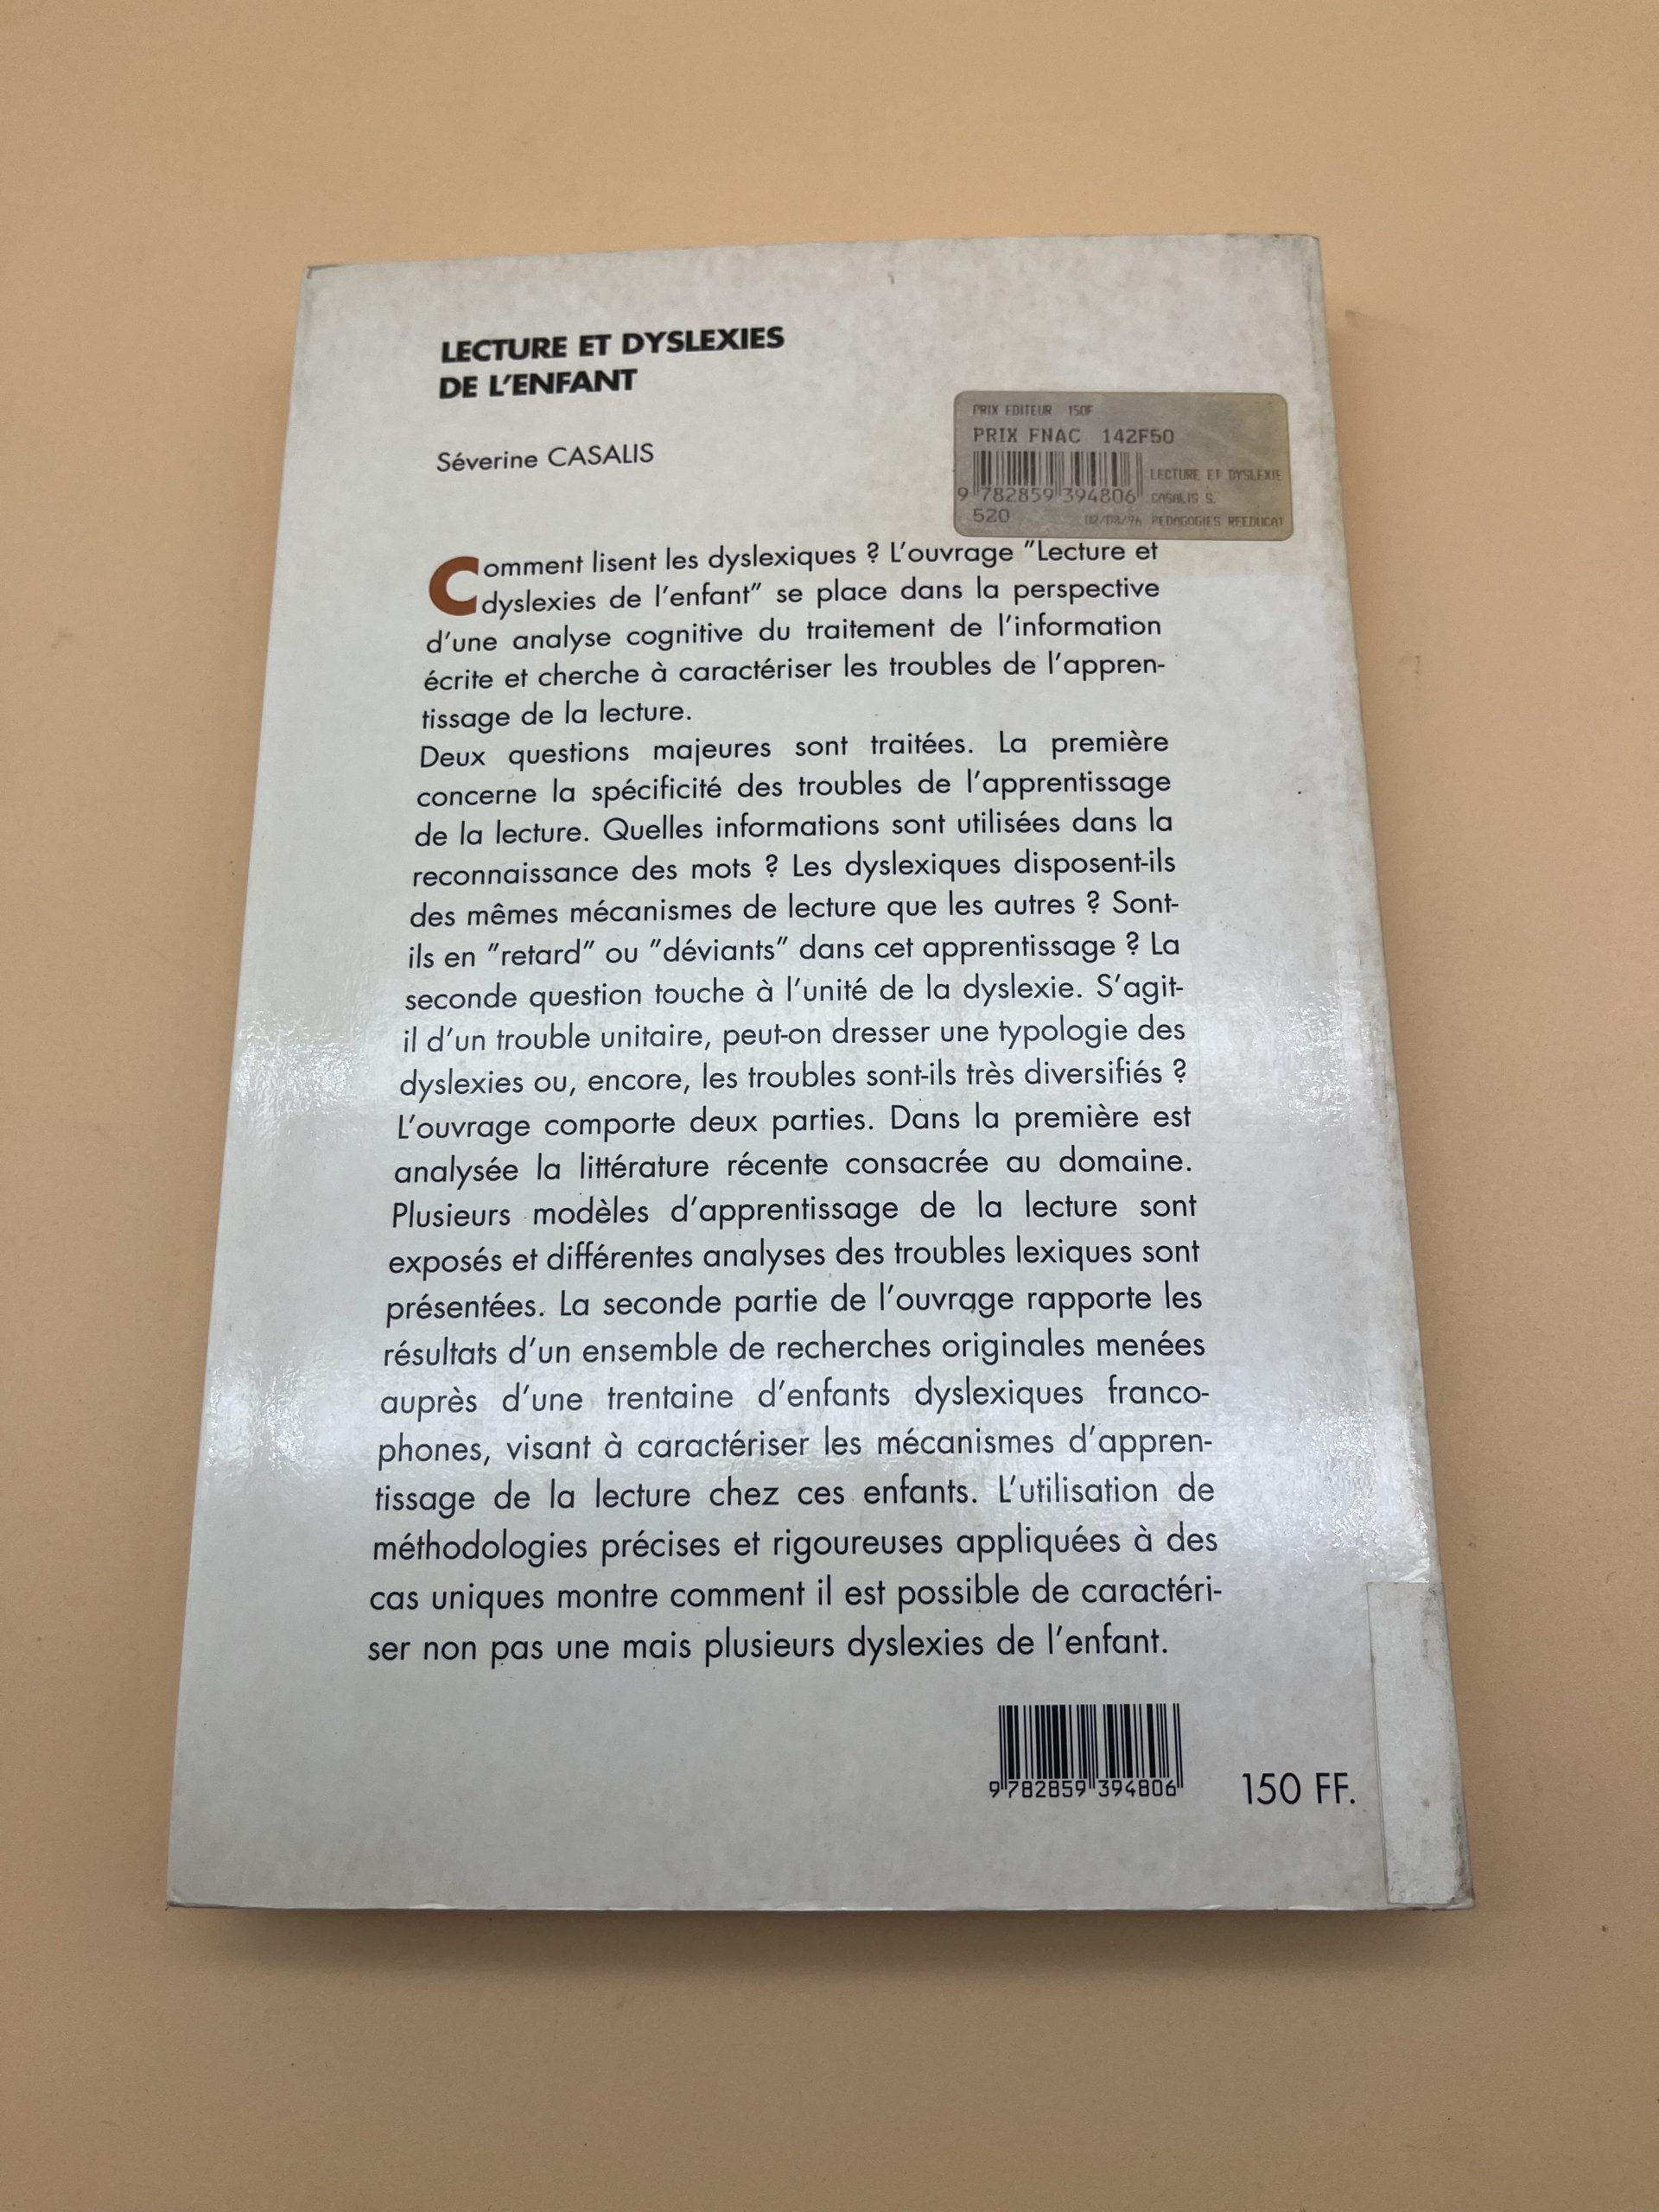 LECTURE ET DYSLEXIES
DE L'ENFANT
Séverine CASALIS
PRIX EDITEUR 150F
PRIX FNAC 142F50
LECTURE ET DYSLEXIE
9 782859 394806 CASALIS S.
520 PEDAGOGIES REEDUCAT
Comment lisent les dyslexiques ? L'ouvrage "Lecture et
dyslexies de l'enfant" se place dans la perspective
d'une analyse cognitive du traitement de l'information
écrite et cherche à caractériser les troubles de l'appren-
tissage de la lecture.
Deux questions majeures sont traitées. La première
concerne la spécificité des troubles de l'apprentissage
de la lecture. Quelles informations sont utilisées dans la
reconnaissance des mots ? Les dyslexiques disposent-ils
des mêmes mécanismes de lecture que les autres ? Sont-
ils en "retard" ou "déviants" dans cet apprentissage ? La
seconde question touche à l'unité de la dyslexie. S'agit-
il d'un trouble unitaire, peut-on dresser une typologie des
dyslexies ou, encore, les troubles sont-ils très diversifiés ?
L'ouvrage comporte deux parties. Dans la première est
analysée la littérature récente consacrée au domaine.
Plusieurs modèles d'apprentissage de la lecture sont
exposés et différentes analyses des troubles lexiques sont
présentées. La seconde partie de l'ouvrage rapporte les
résultats d'un ensemble de recherches originales menées
auprès d'une trentaine d'enfants dyslexiques franco-
phones, visant à caractériser les mécanismes d'appren-
tissage de la lecture chez ces enfants. L'utilisation de
méthodologies précises et rigoureuses appliquées à des
cas uniques montre comment il est possible de caractéri-
ser non pas une mais plusieurs dyslexies de l'enfant.
9 782859 394806
150 FF.